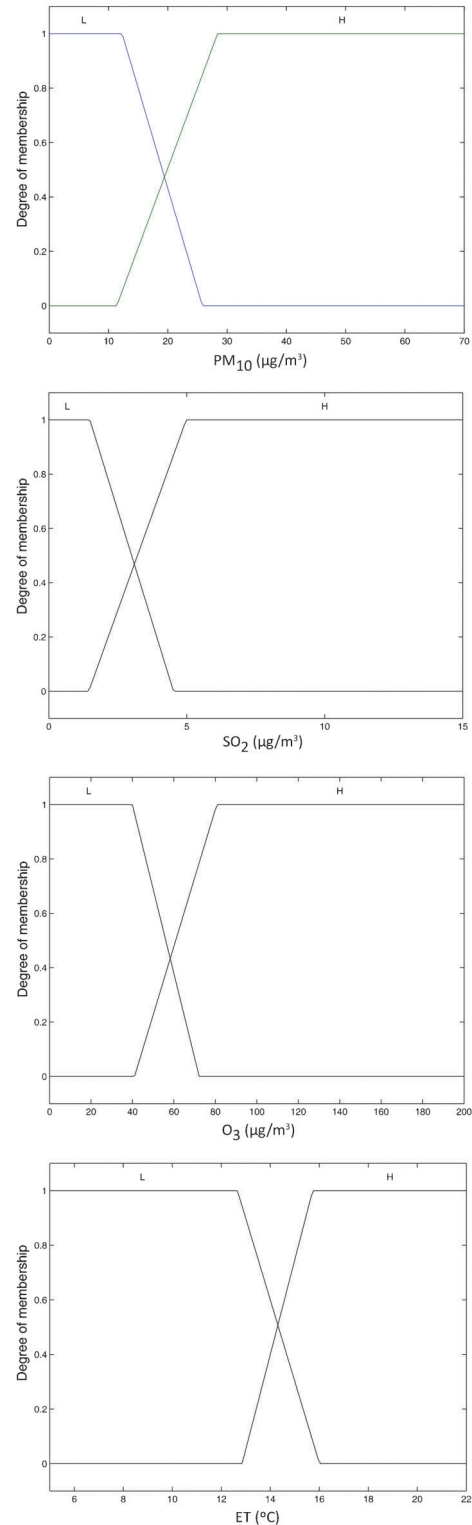 L H
1
0.8
0.6
0.4
0.2
0
Degree of membership
0 10 20 30 40 50 60 70
PM10 (µg/m³)
L H
1
0.8
0.6
0.4
0.2
0
Degree of membership
0 5 10 15
SO2 (µg/m³)
L H
1
0.8
0.6
0.4
0.2
0
Degree of membership
0 20 40 60 80 100 120 140 160 180 200
O3 (µg/m³)
L H
1
0.8
0.6
0.4
0.2
0
Degree of membership
6 8 10 12 14 16 18 20 22
ET (ºC)